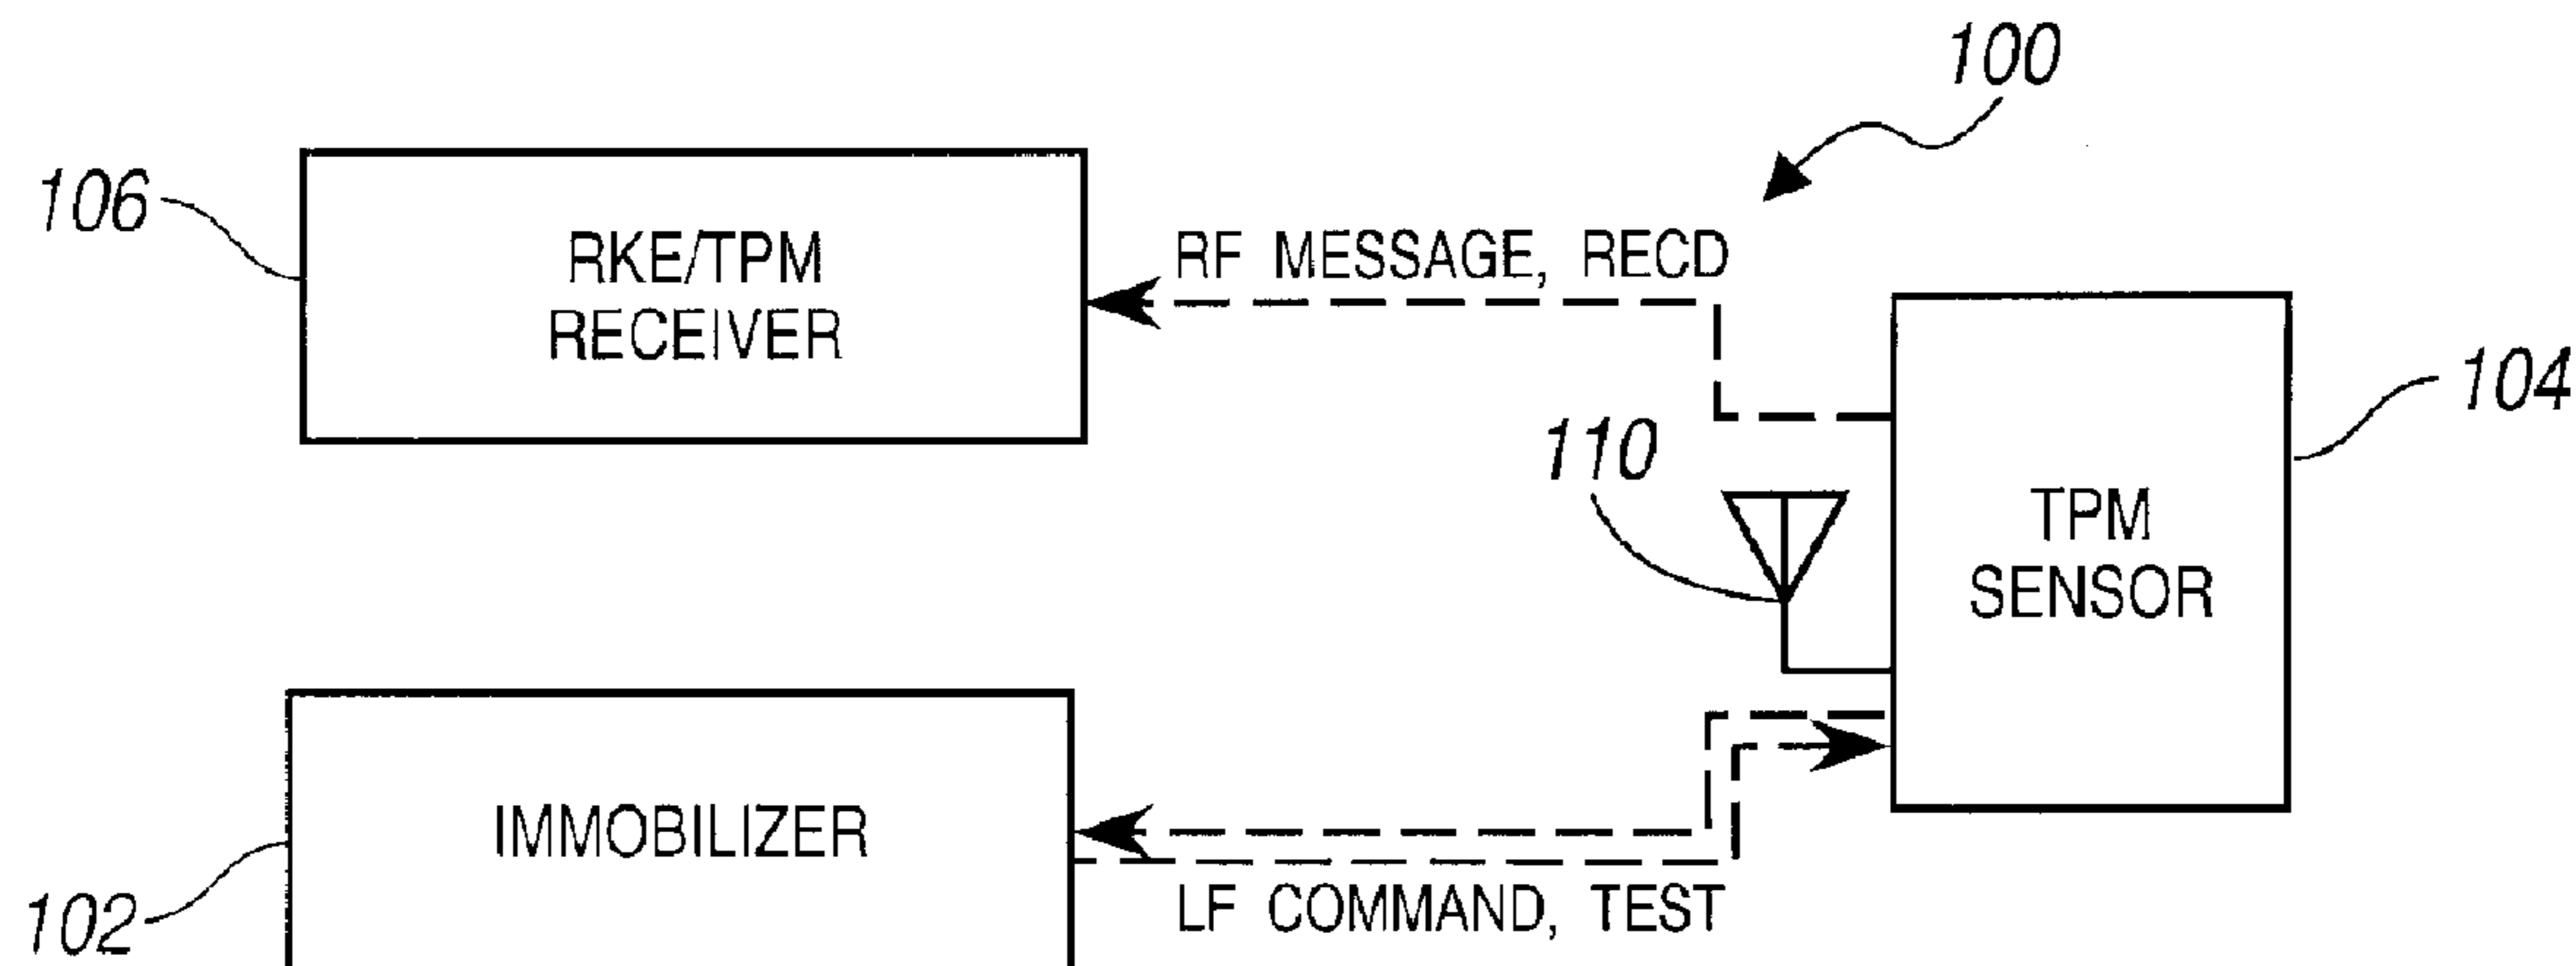 100
106
RKE/TPM
RECEIVER
RF MESSAGE, RECD
104
110
TPM
SENSOR
IMMOBILIZER
LF COMMAND, TEST
102